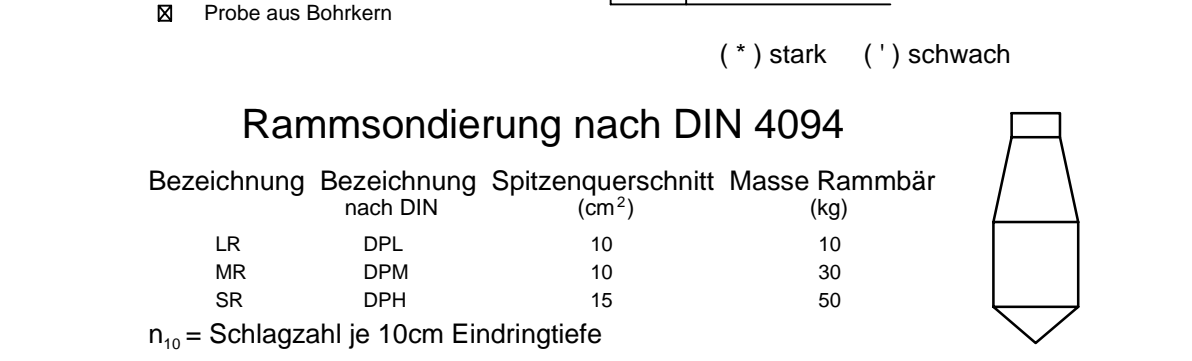 Probe aus Bohrkern
( * ) stark ( ' ) schwach
Rammsondierung nach DIN 4094
Bezeichnung Bezeichnung Spitzenquerschnitt Masse Rammbär
nach DIN (cm²) (kg)
LR DPL 10 10
MR DPM 10 30
SR DPH 15 50
n₁₀ = Schlagzahl je 10cm Eindringtiefe